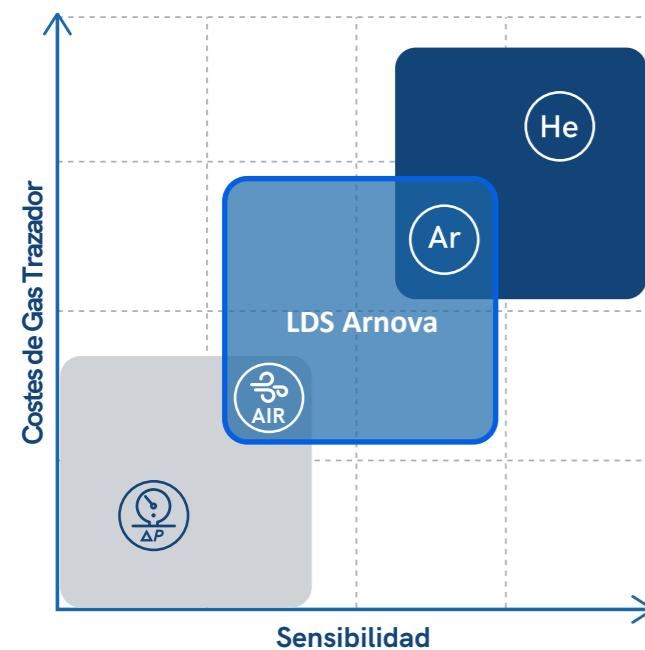 He
Ar
LDS Arnova
AIR
ΔP
Costes de Gas Trazador
Sensibilidad